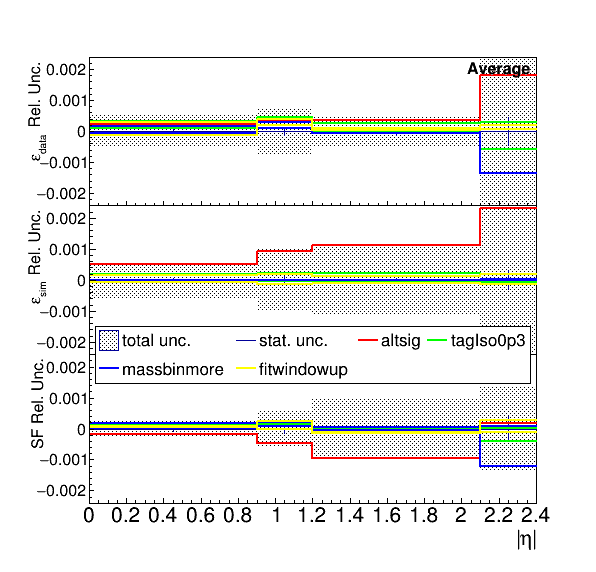 Average
ε_data Rel. Unc.
0.002
0.001
0
−0.001
−0.002
ε_sim Rel. Unc.
0.002
0.001
0
−0.001
−0.002
total unc. stat. unc. altsig tagIso0p3
massbinmore fitwindowup
SF Rel. Unc.
0.002
0.001
0
−0.001
−0.002
0 0.2 0.4 0.6 0.8 1 1.2 1.4 1.6 1.8 2 2.2 2.4
|η|